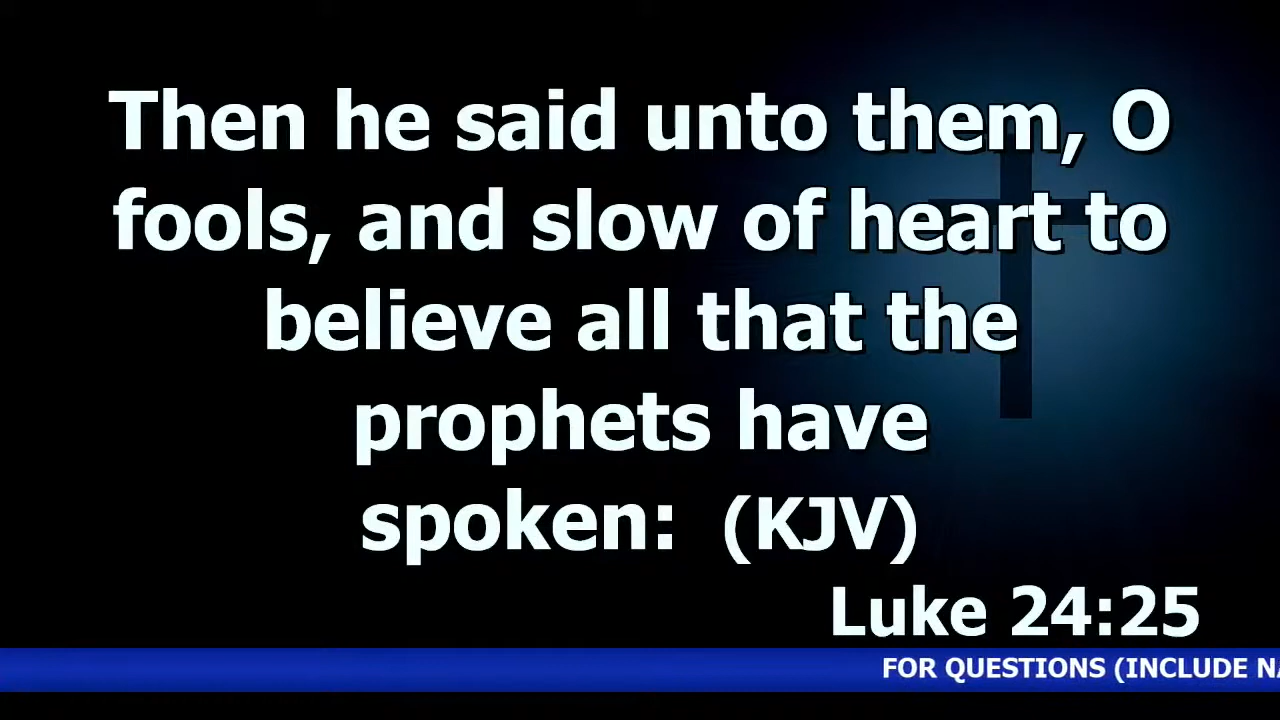 Then he said unto them, O
fools, and slow of heart to
believe all that the
prophets have
spoken: (KJV)
Luke 24:25
FOR QUESTIONS (INCLUDE